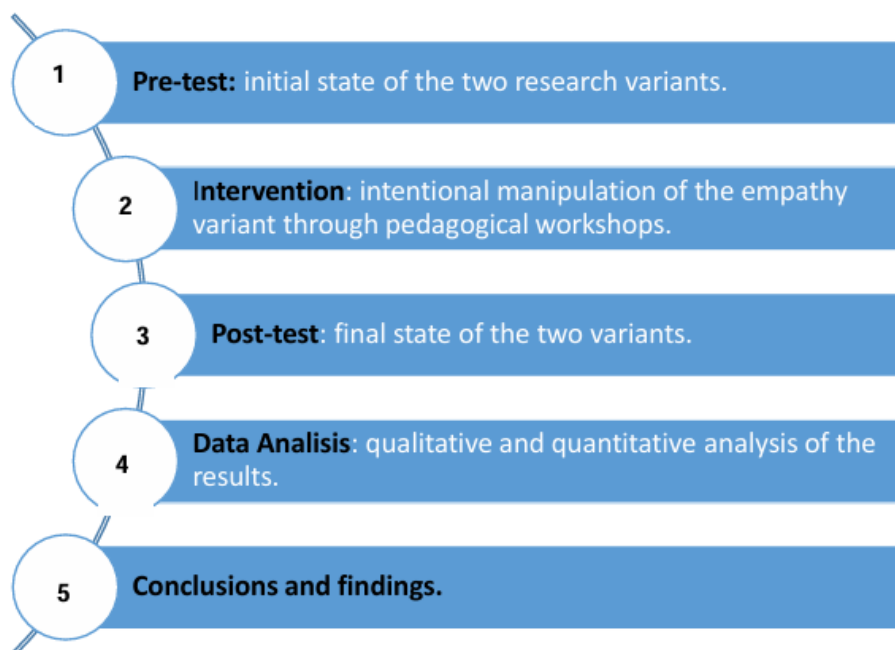 1
Pre-test: initial state of the two research variants.
2
Intervention: intentional manipulation of the empathy
variant through pedagogical workshops.
3
Post-test: final state of the two variants.
4
Data Analisis: qualitative and quantitative analysis of the
results.
5
Conclusions and findings.